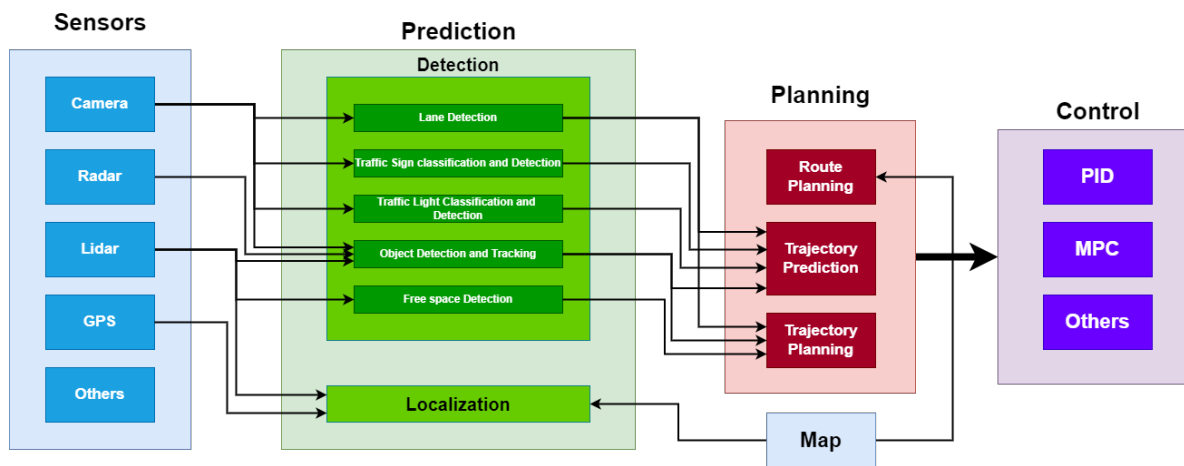 Sensors
Camera
Radar
Lidar
GPS
Others
Prediction
Detection
Lane Detection
Traffic Sign classification and Detection
Traffic Light Classification and
Detection
Object Detection and Tracking
Free space Detection
Localization
Planning
Route
Planning
Trajectory
Prediction
Trajectory
Planning
Map
Control
PID
MPC
Others